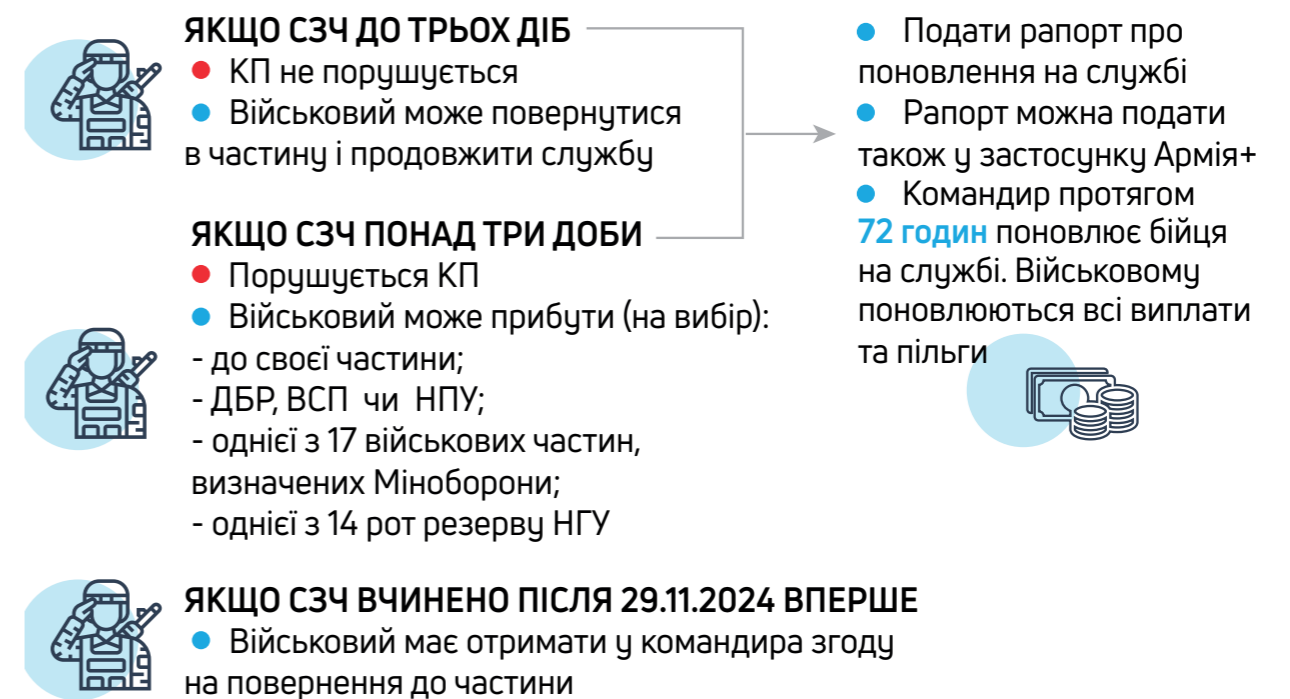 ЯКЩО СЗЧ ДО ТРЬОХ ДІБ
● КП не порушується
● Військовий може повернутися
в частину і продовжити службу
ЯКЩО СЗЧ ПОНАД ТРИ ДОБИ
● Порушується КП
● Військовий може прибути (на вибір):
- до своєї частини;
- ДБР, ВСП чи НПУ;
- однієї з 17 військових частин,
визначених Міноборони;
- однієї з 14 рот резерву НГУ
● Подати рапорт про
поновлення на службі
● Рапорт можна подати
також у застосунку Армія+
● Командир протягом
72 годин поновлює бійця
на службі. Військовому
поновлюються всі виплати
та пільги
ЯКЩО СЗЧ ВЧИНЕНО ПІСЛЯ 29.11.2024 ВПЕРШЕ
● Військовий має отримати у командира згоду
на повернення до частини